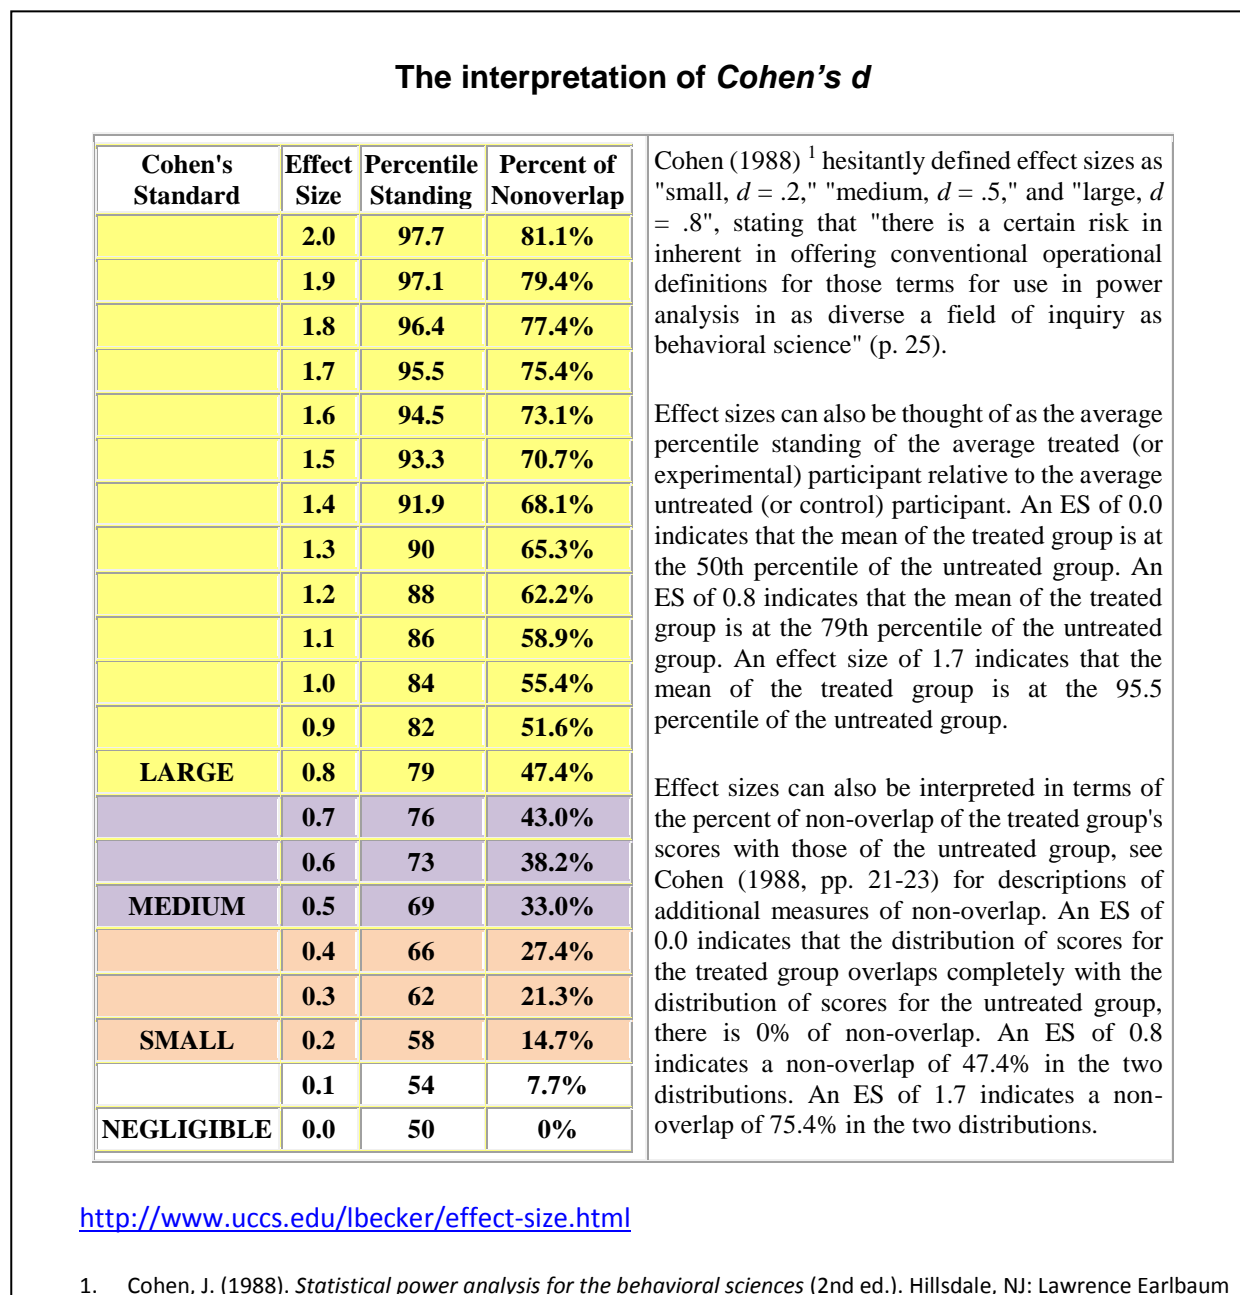 The interpretation of Cohen's d
Cohen's Standard Effect Size Percentile Standing Percent of Nonoverlap
2.0 97.7 81.1%
1.9 97.1 79.4%
1.8 96.4 77.4%
1.7 95.5 75.4%
1.6 94.5 73.1%
1.5 93.3 70.7%
1.4 91.9 68.1%
1.3 90 65.3%
1.2 88 62.2%
1.1 86 58.9%
1.0 84 55.4%
0.9 82 51.6%
LARGE 0.8 79 47.4%
0.7 76 43.0%
0.6 73 38.2%
MEDIUM 0.5 69 33.0%
0.4 66 27.4%
0.3 62 21.3%
SMALL 0.2 58 14.7%
0.1 54 7.7%
NEGLIGIBLE 0.0 50 0%
Cohen (1988) 1 hesitantly defined effect sizes as
"small, d = .2," "medium, d = .5," and "large, d
= .8", stating that "there is a certain risk in
inherent in offering conventional operational
definitions for those terms for use in power
analysis in as diverse a field of inquiry as
behavioral science" (p. 25).
Effect sizes can also be thought of as the average
percentile standing of the average treated (or
experimental) participant relative to the average
untreated (or control) participant. An ES of 0.0
indicates that the mean of the treated group is at
the 50th percentile of the untreated group. An
ES of 0.8 indicates that the mean of the treated
group is at the 79th percentile of the untreated
group. An effect size of 1.7 indicates that the
mean of the treated group is at the 95.5
percentile of the untreated group.
Effect sizes can also be interpreted in terms of
the percent of non-overlap of the treated group's
scores with those of the untreated group, see
Cohen (1988, pp. 21-23) for descriptions of
additional measures of non-overlap. An ES of
0.0 indicates that the distribution of scores for
the treated group overlaps completely with the
distribution of scores for the untreated group,
there is 0% of non-overlap. An ES of 0.8
indicates a non-overlap of 47.4% in the two
distributions. An ES of 1.7 indicates a non-
overlap of 75.4% in the two distributions.
http://www.uccs.edu/lbecker/effect-size.html
1. Cohen, J. (1988). Statistical power analysis for the behavioral sciences (2nd ed.). Hillsdale, NJ: Lawrence Earlbaum